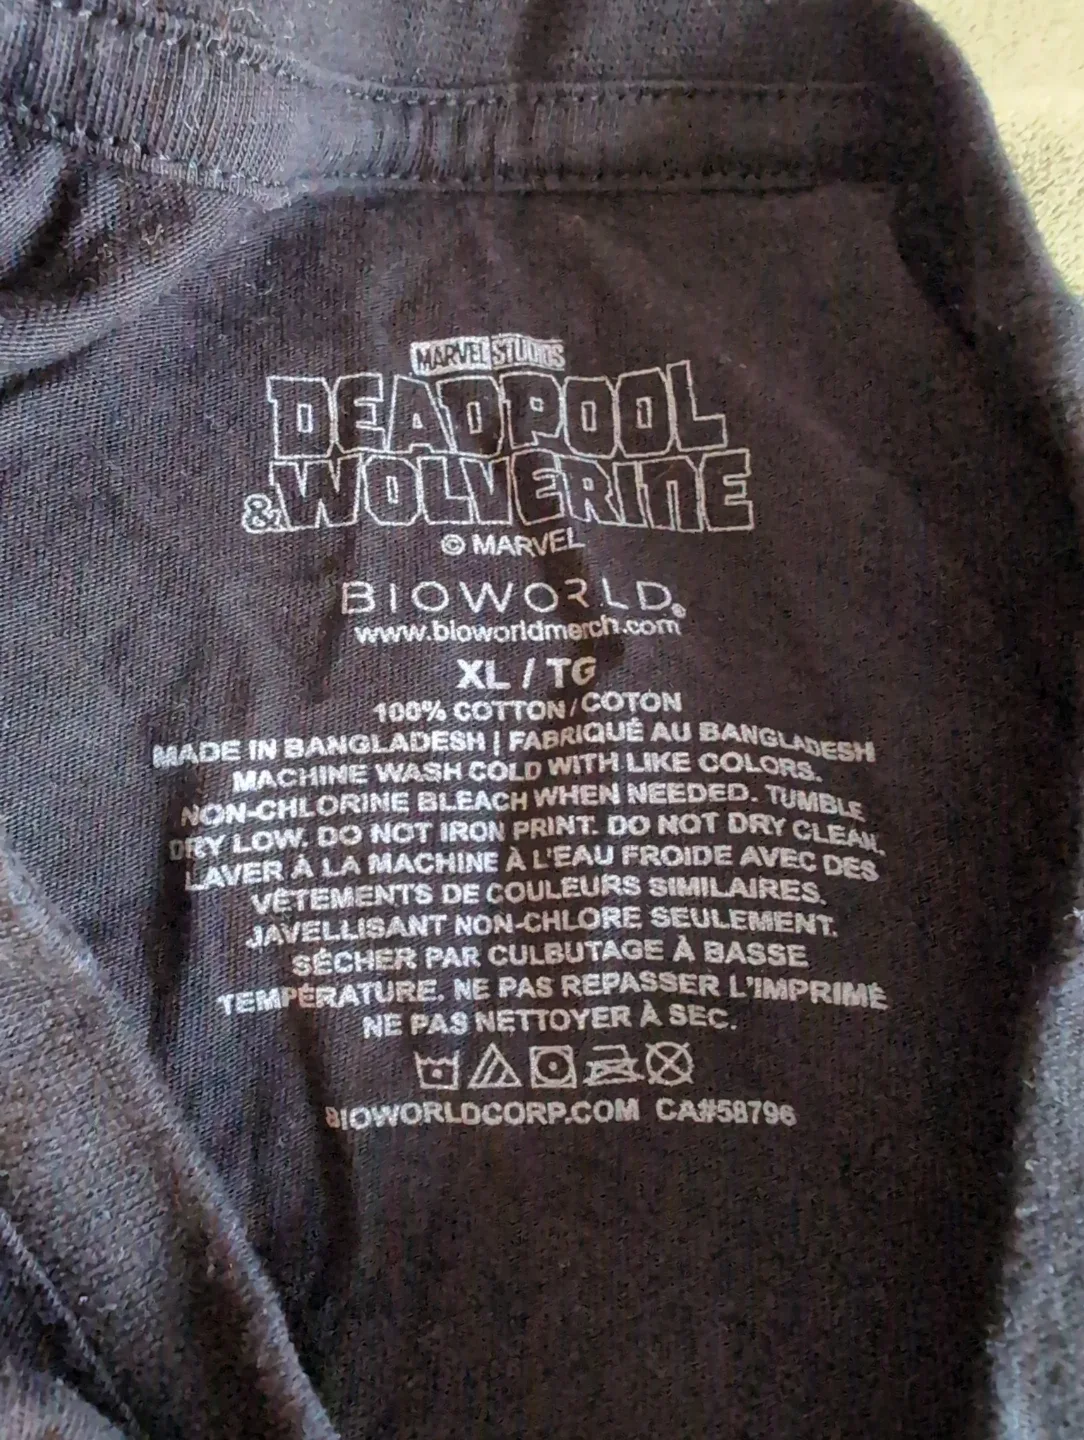 MARVEL STUDIOS
DEADPOOL
& WOLVERINE
© MARVEL
BIOWORLD®
www.bioworldmerch.com
XL / TG
100% COTTON / COTON
MADE IN BANGLADESH | FABRIQUÉ AU BANGLADESH
MACHINE WASH COLD WITH LIKE COLORS.
NON-CHLORINE BLEACH WHEN NEEDED. TUMBLE
DRY LOW. DO NOT IRON PRINT. DO NOT DRY CLEAN.
LAVER À LA MACHINE À L'EAU FROIDE AVEC DES
VÊTEMENTS DE COULEURS SIMILAIRES.
JAVELLISANT NON-CHLORE SEULEMENT.
SÉCHER PAR CULBUTAGE À BASSE
TEMPÉRATURE. NE PAS REPASSER L'IMPRIMÉ
NE PAS NETTOYER À SEC.
BIOWORLDCORP.COM CA#58796